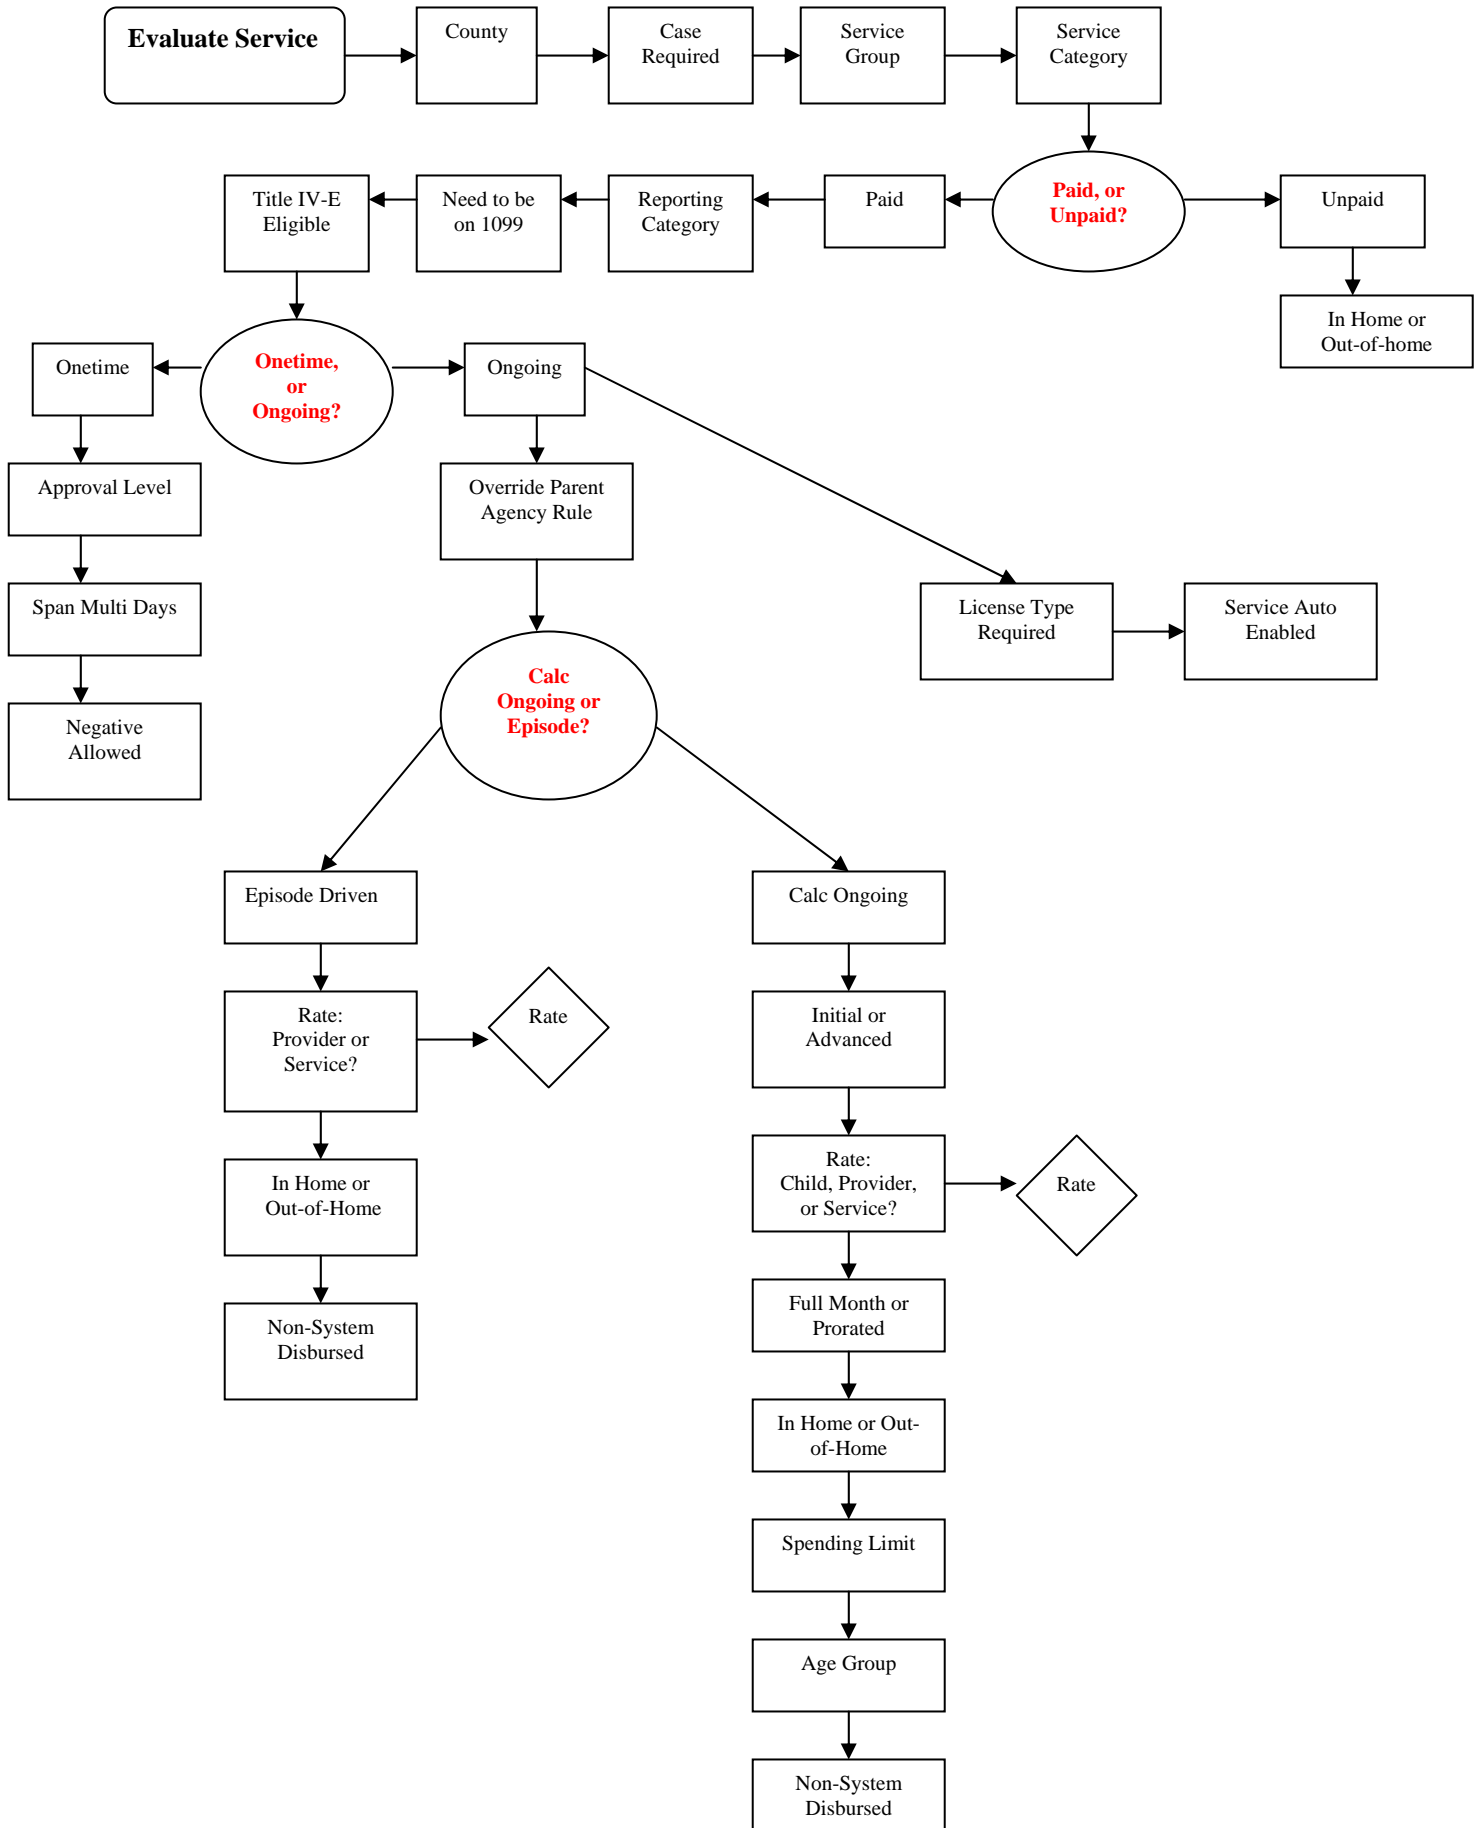 Evaluate Service
County
Case
Required
Service
Group
Service
Category
Title IV-E
Eligible
Need to be
on 1099
Reporting
Category
Paid
Paid, or
Unpaid?
Unpaid
In Home or
Out-of-home
Onetime
Onetime,
or
Ongoing?
Ongoing
Approval Level
Override Parent
Agency Rule
Span Multi Days
License Type
Required
Service Auto
Enabled
Negative
Allowed
Calc
Ongoing or
Episode?
Episode Driven
Calc Ongoing
Rate:
Provider or
Service?
Rate
Initial or
Advanced
In Home or
Out-of-Home
Rate:
Child, Provider,
or Service?
Rate
Non-System
Disbursed
Full Month or
Prorated
In Home or Out-
of-Home
Spending Limit
Age Group
Non-System
Disbursed